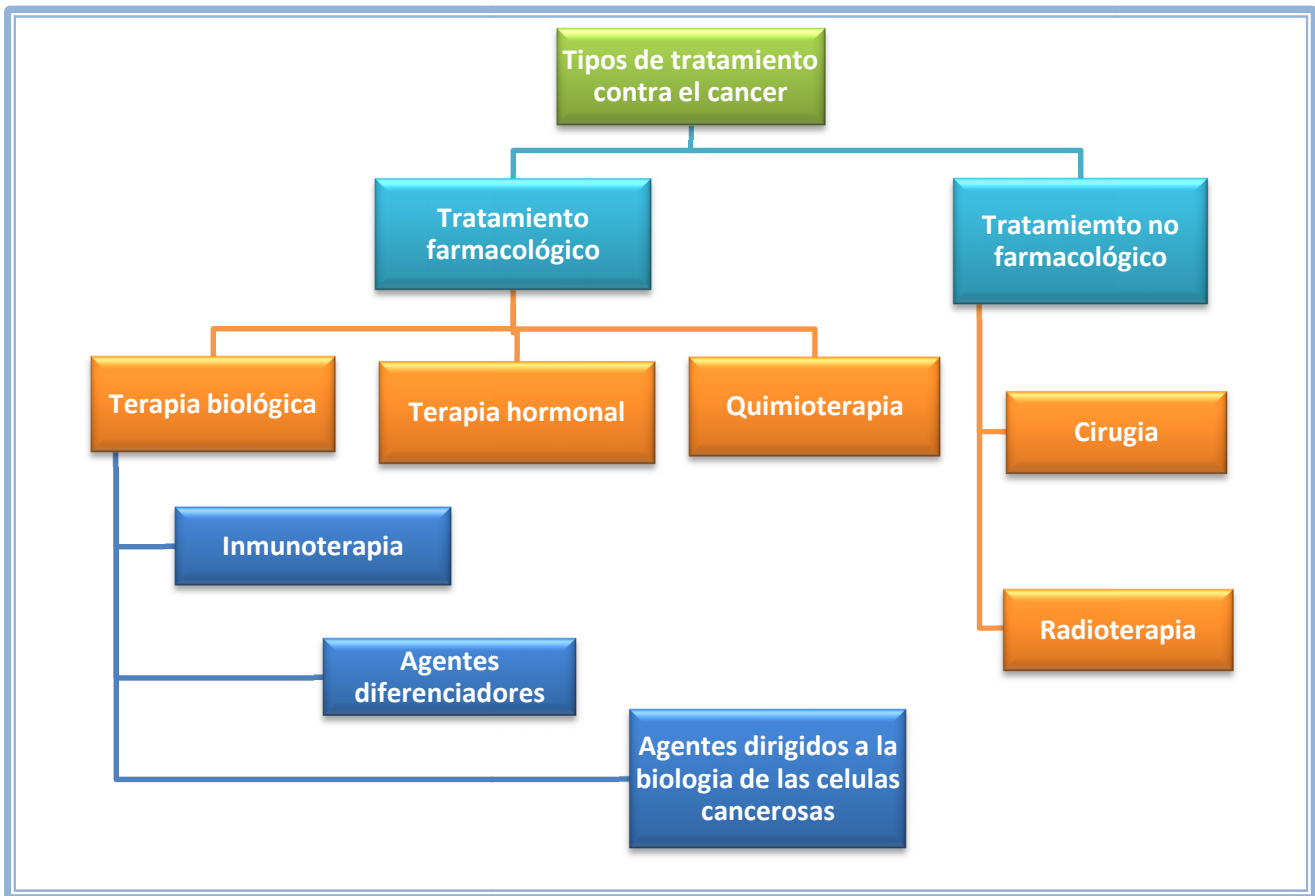 Tipos de tratamiento
contra el cancer
Tratamiento
farmacológico
Tratamiemto no
farmacológico
Terapia biológica
Terapia hormonal
Quimioterapia
Cirugia
Inmunoterapia
Radioterapia
Agentes
diferenciadores
Agentes dirigidos a la
biologia de las celulas
cancerosas